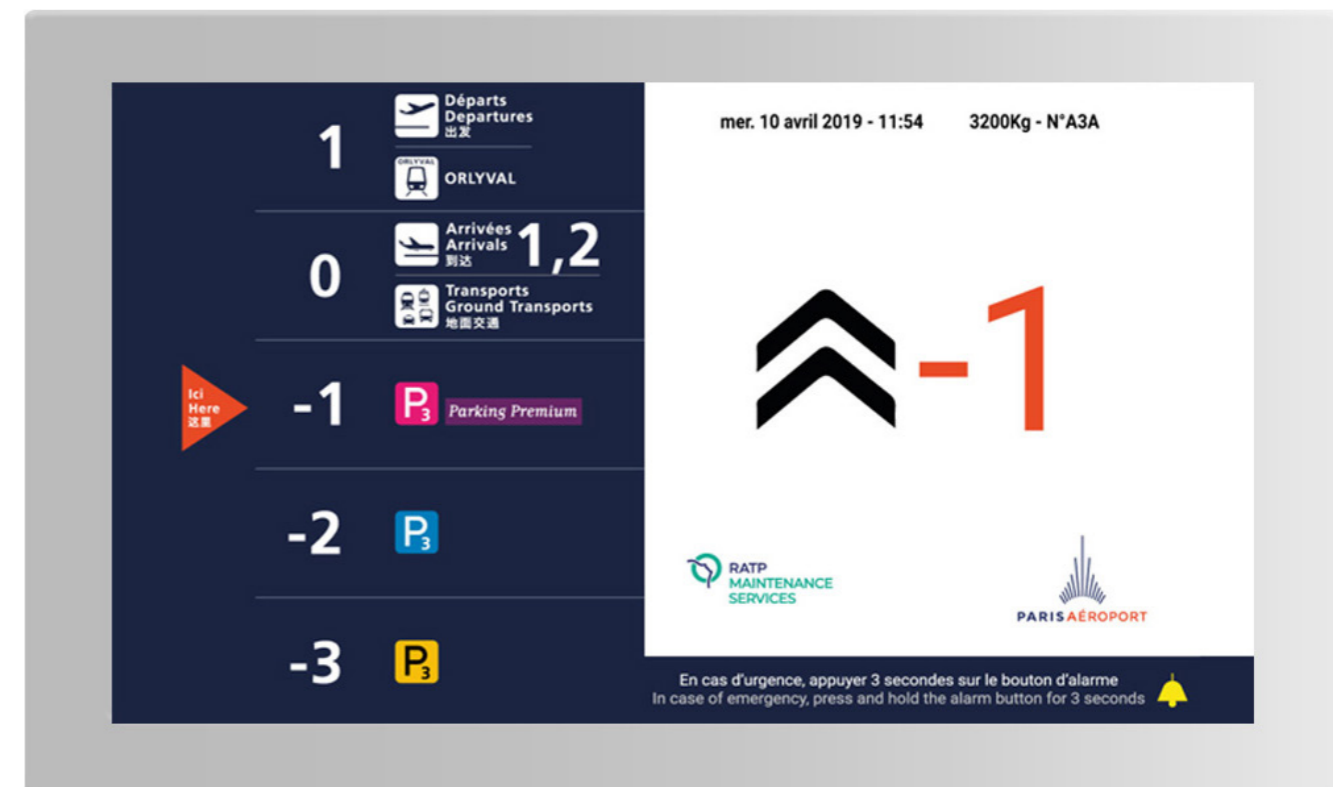 1
Départs
Departures
出发
ORLYVAL
ORLYVAL
0
Arrivées
Arrivals
到达
1,2
Transports
Ground Transports
地面交通
Ici
Here
这里
-1
P3
Parking Premium
-2
P3
-3
P3
mer. 10 avril 2019 - 11:54 3200Kg - N°A3A
-1
RATP
MAINTENANCE
SERVICES
PARISAÉROPORT
En cas d'urgence, appuyer 3 secondes sur le bouton d'alarme
In case of emergency, press and hold the alarm button for 3 seconds